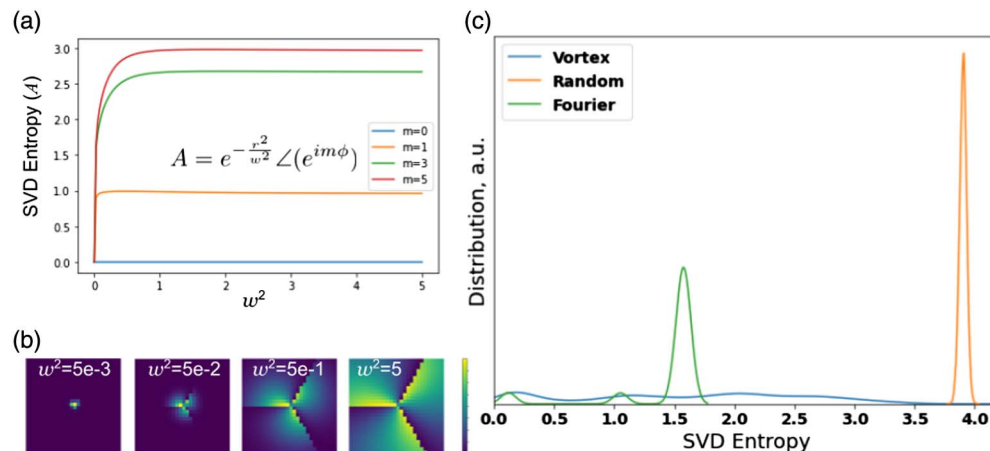 (a)
SVD Entropy (A)
3.0
2.5
2.0
1.5
1.0
0.5
0.0
A = e^{-\frac{r^2}{w^2}} ∠(e^{imϕ})
m=0
m=1
m=3
m=5
0 1 2 3 4 5
w²
(b)
w²=5e-3
w²=5e-2
w²=5e-1
w²=5
(c)
Vortex
Random
Fourier
Distribution, a.u.
0.0 0.5 1.0 1.5 2.0 2.5 3.0 3.5 4.0
SVD Entropy